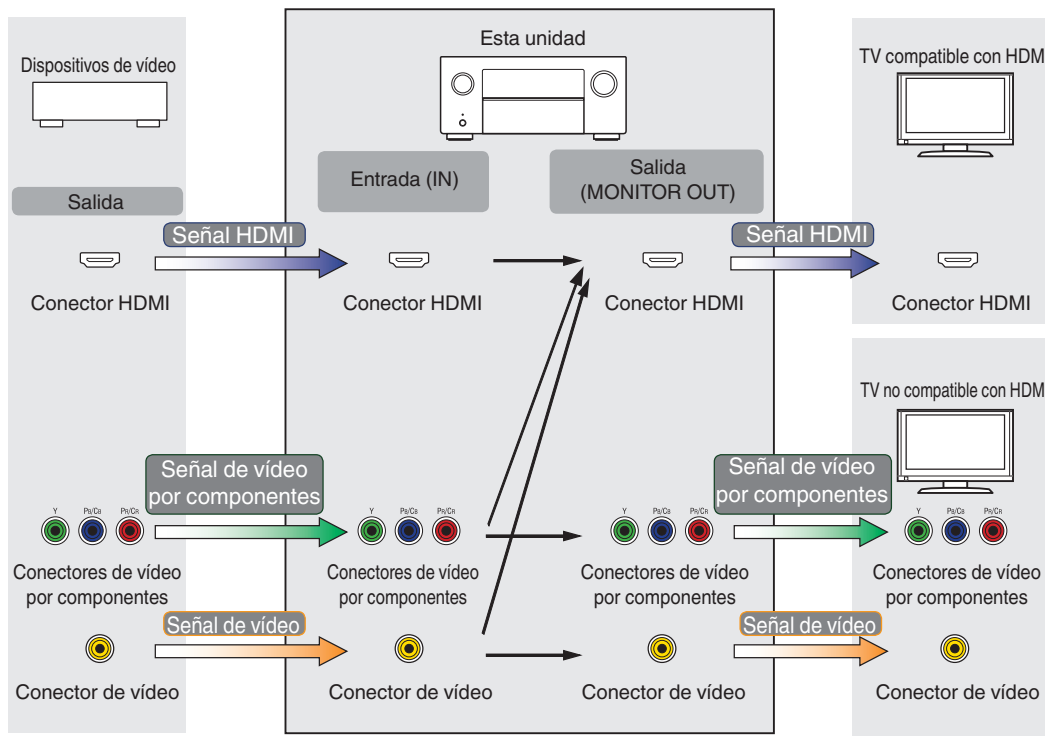 Esta unidad
Dispositivos de vídeo
TV compatible con HDM
Entrada (IN)
Salida
(MONITOR OUT)
Salida
Señal HDMI
Señal HDMI
Conector HDMI
Conector HDMI
Conector HDMI
Conector HDMI
TV no compatible con HDM
Señal de vídeo
por componentes
Señal de vídeo
por componentes
Y PB/CB PR/CR
Y PB/CB PR/CR
Y PB/CB PR/CR
Y PB/CB PR/CR
Conectores de vídeo
por componentes
Conectores de vídeo
por componentes
Conectores de vídeo
por componentes
Conectores de vídeo
por componentes
Señal de vídeo
Señal de vídeo
Conector de vídeo
Conector de vídeo
Conector de vídeo
Conector de vídeo